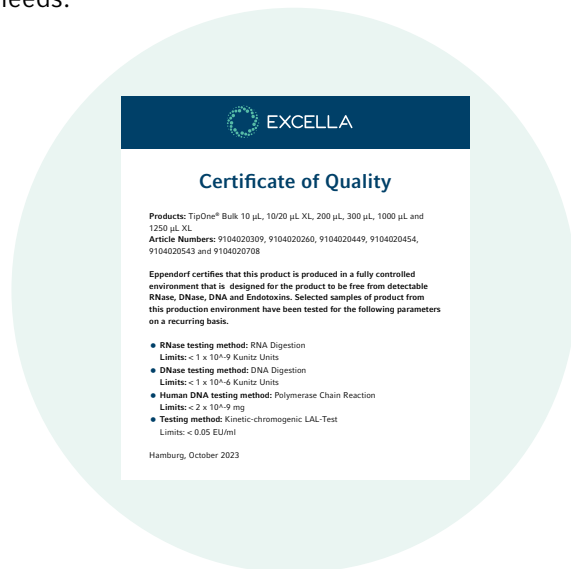 needs.
EXCELLA
Certificate of Quality
Products: TipOne® Bulk 10 µL, 10/20 µL XL, 200 µL, 300 µL, 1000 µL and
1250 µL XL
Article Numbers: 9104020309, 9104020260, 9104020449, 9104020454,
9104020543 and 9104020708
Eppendorf certifies that this product is produced in a fully controlled
environment that is designed for the product to be free from detectable
RNase, DNase, DNA and Endotoxins. Selected samples of product from
this production environment have been tested for the following parameters
on a recurring basis.
• RNase testing method: RNA Digestion
Limits: < 1 x 10^-9 Kunitz Units
• DNase testing method: DNA Digestion
Limits: < 1 x 10^-6 Kunitz Units
• Human DNA testing method: Polymerase Chain Reaction
Limits: < 2 x 10^-9 mg
• Testing method: Kinetic-chromogenic LAL-Test
Limits: < 0.05 EU/ml
Hamburg, October 2023